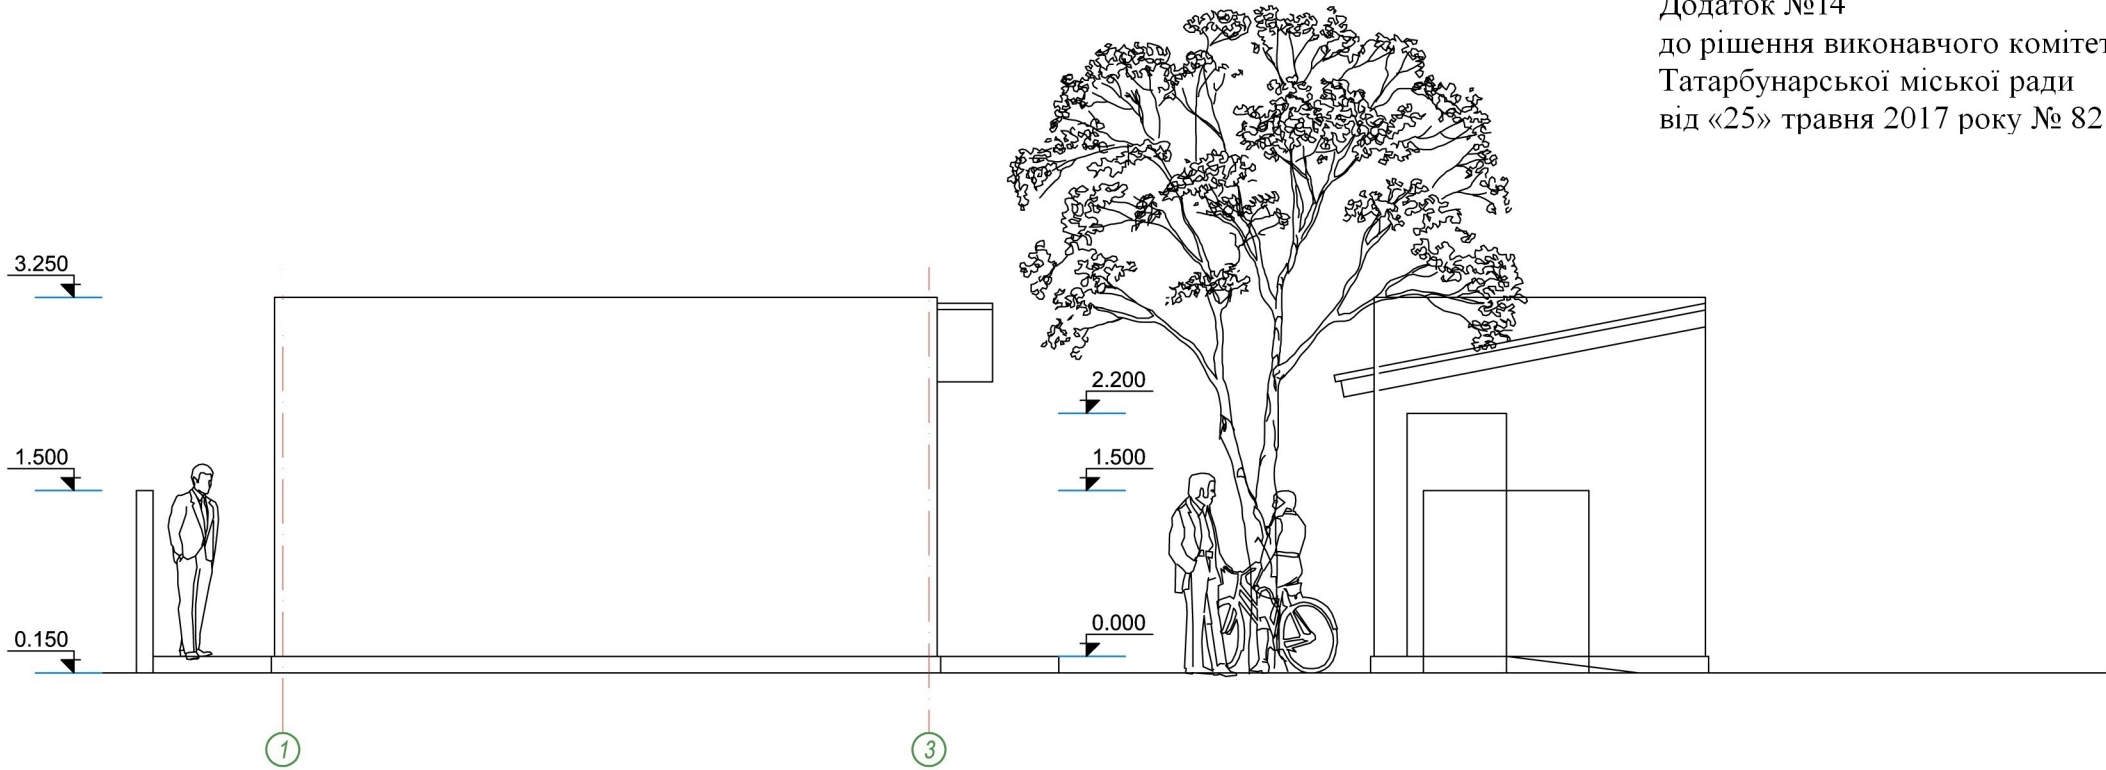 Додаток №14
до рішення виконавчого комітет
Татарбунарської міської ради
від «25» травня 2017 року № 82
3.250
2.200
1.500
1.500
0.150
0.000
1
3